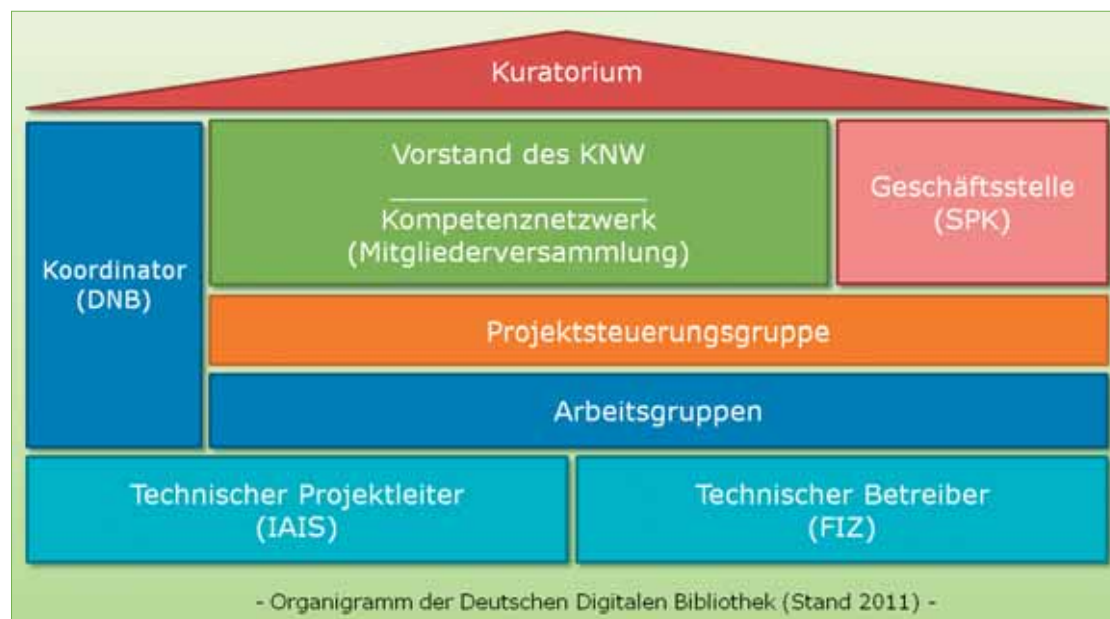 Kuratorium
Koordinator
(DNB)
Vorstand des KNW
Kompetenznetzwerk
(Mitgliederversammlung)
Geschäftsstelle
(SPK)
Projektsteuerungsgruppe
Arbeitsgruppen
Technischer Projektleiter
(IAIS)
Technischer Betreiber
(FIZ)
- Organigramm der Deutschen Digitalen Bibliothek (Stand 2011) -